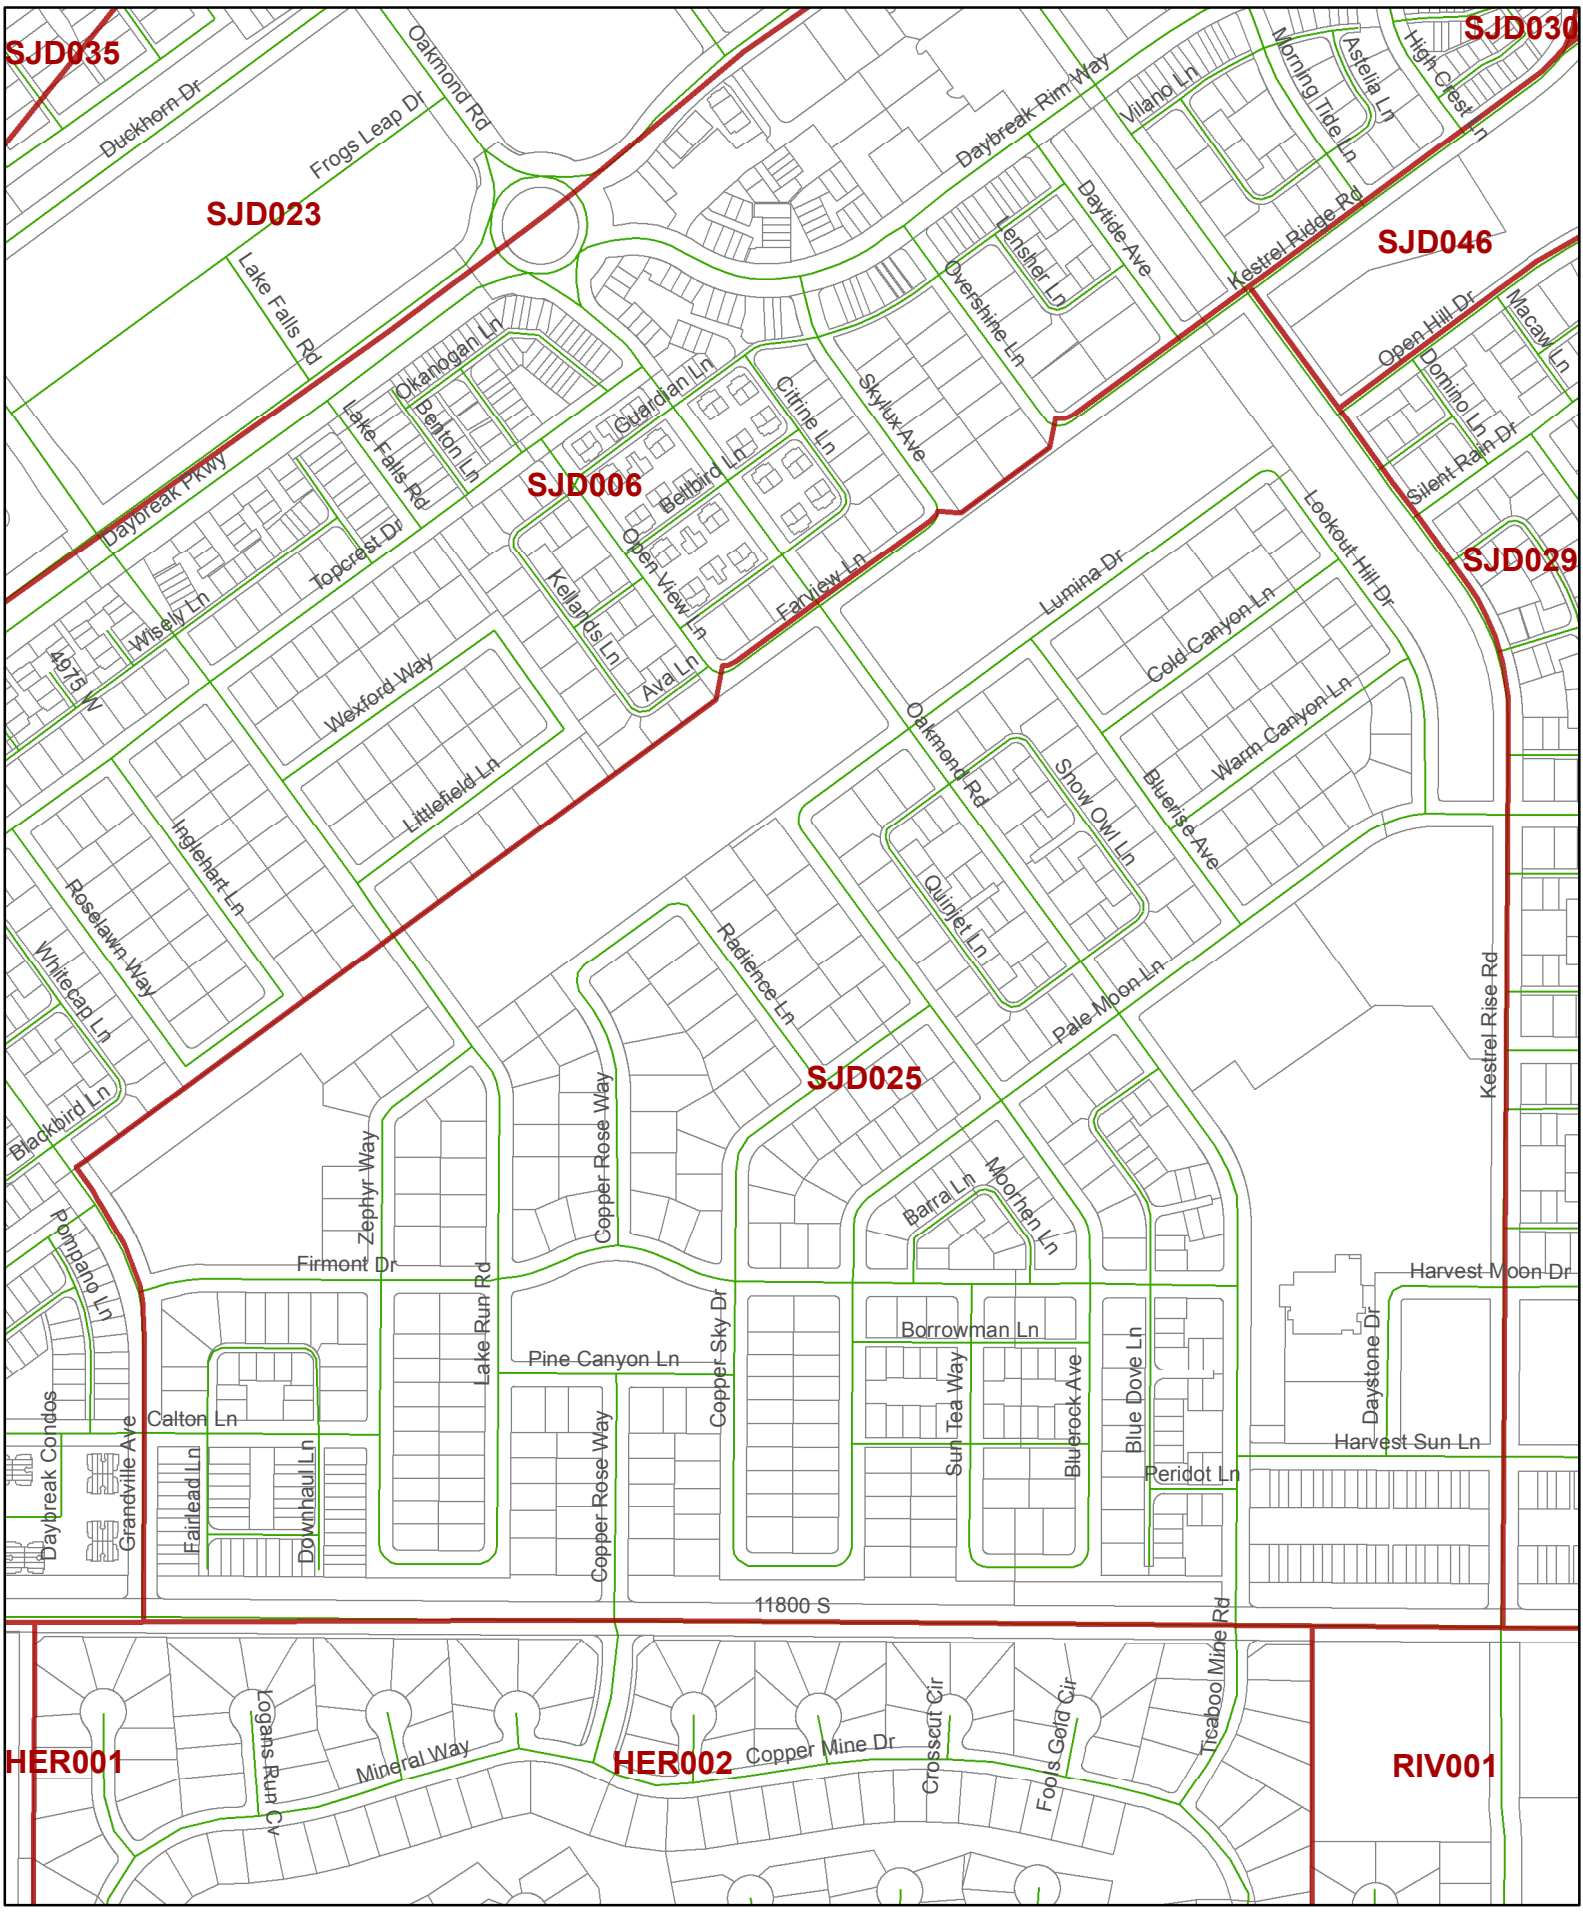 SJD035
SJD030
Oakmond Rd
Duckhorn Dr
Frogs Leap Dr
Daybreak Rim Way
Vilano Ln
Morning Tide Ln
Astelia Ln
High Crest Ln
SJD023
Daytide Ave
Kestrel Ridge Rd
SJD046
Lensher Ln
Lake Falls Rd
Overshine Ln
Open Hill Dr
Macaw Ln
Okanogan Ln
Domino Ln
Guardian Ln
Citrine Ln
Skylux Ave
Lake Falls Rd
Benton Ln
Silent Rain Dr
Daybreak Pkwy
SJD006
Bellbird Ln
Lookout Hill Dr
Topcrest Dr
Open View Ln
SJD029
Farview Ln
Lumina Dr
Kellands Ln
Wisely Ln
Cold Canyon Ln
4975 W
Wexford Way
Ava Ln
Warm Canyon Ln
Oakmond Rd
Snow Owl Ln
Bluerise Ave
Littlefield Ln
Inglehart Ln
Roselawn Way
Quinjet Ln
Radience Ln
Whitecap Ln
Pale Moon Ln
Kestrel Rise Rd
SJD025
Blackbird Ln
Zephyr Way
Copper Rose Way
Barra Ln
Moorhen Ln
Pompano Ln
Firmont Dr
Lake Run Rd
Harvest Moon Dr
Copper Sky Dr
Borrowman Ln
Daystone Dr
Pine Canyon Ln
Sun Tea Way
Bluerock Ave
Blue Dove Ln
Calton Ln
Daybreak Condos
Grandville Ave
Harvest Sun Ln
Fairlead Ln
Downhaul Ln
Copper Rose Way
Peridot Ln
11800 S
Ticaboo Mine Rd
Logans Run Cv
Crosscut Cir
Fools Gold Cir
HER001
Mineral Way
HER002
Copper Mine Dr
RIV001